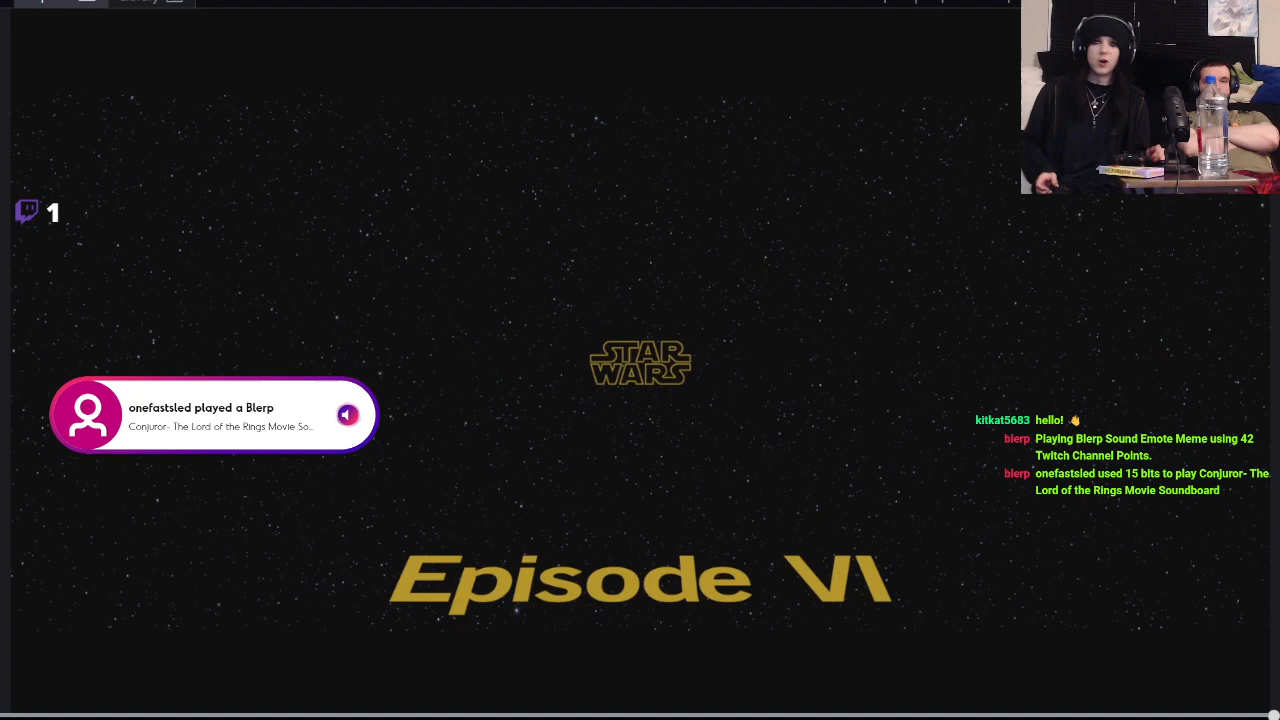 1
STAR
WARS
onefastsled played a Blerp
Conjuror- The Lord of the Rings Movie So...
kitkat5683 hello! 👋
blerp Playing Blerp Sound Emote Meme using 42
Twitch Channel Points.
blerp onefastsled used 15 bits to play Conjuror- The
Lord of the Rings Movie Soundboard
Episode VI